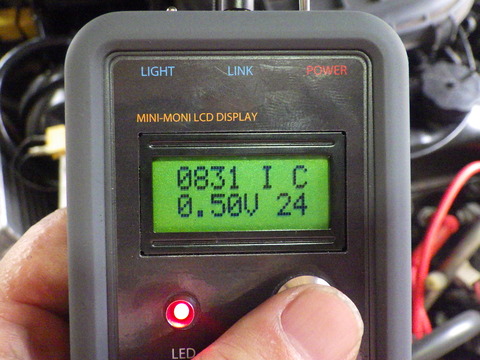 LIGHT LINK POWER
MINI-MONI LCD DISPLAY
0831 I C
0.50V 24
LED